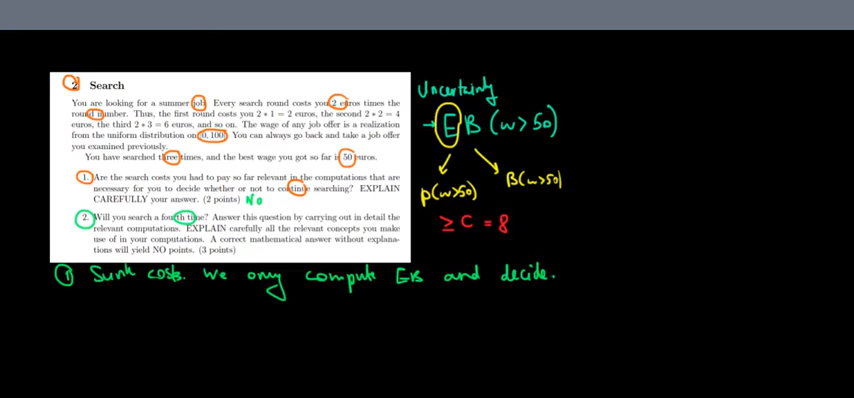 2 Search
You are looking for a summer job. Every search round costs you 2 euros times the
round number. Thus, the first round costs you 2 * 1 = 2 euros, the second 2 * 2 = 4
euros, the third 2 * 3 = 6 euros, and so on. The wage of any job offer is a realization
from the uniform distribution on [0, 100]. You can always go back and take a job offer
you examined previously.
You have searched three times, and the best wage you got so far is 50 euros.
1. Are the search costs you had to pay so far relevant in the computations that are
necessary for you to decide whether or not to continue searching? EXPLAIN
CAREFULLY your answer. (2 points) NO
2. Will you search a fourth time? Answer this question by carrying out in detail the
relevant computations. EXPLAIN carefully all the relevant concepts you make
use of in your computations. A correct mathematical answer without explana-
tions will yield NO points. (3 points)
Uncertainty
→ E B (w > 50)
P(w > 50) B(w > 50)
≥ C = 8
① Sunk costs. We only compute EB and decide.